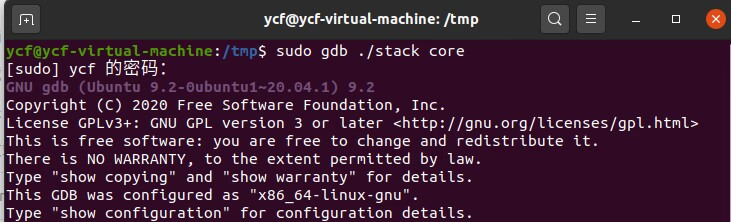 ycf@ycf-virtual-machine: /tmp
ycf@ycf-virtual-machine:/tmp$ sudo gdb ./stack core
[sudo] ycf 的密码：
GNU gdb (Ubuntu 9.2-0ubuntu1~20.04.1) 9.2
Copyright (C) 2020 Free Software Foundation, Inc.
License GPLv3+: GNU GPL version 3 or later <http://gnu.org/licenses/gpl.html>
This is free software: you are free to change and redistribute it.
There is NO WARRANTY, to the extent permitted by law.
Type "show copying" and "show warranty" for details.
This GDB was configured as "x86_64-linux-gnu".
Type "show configuration" for configuration details.